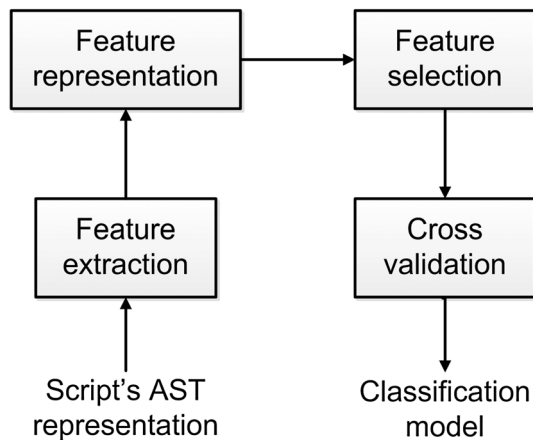 Feature
representation
Feature
selection
Feature
extraction
Cross
validation
Script's AST
representation
Classification
model